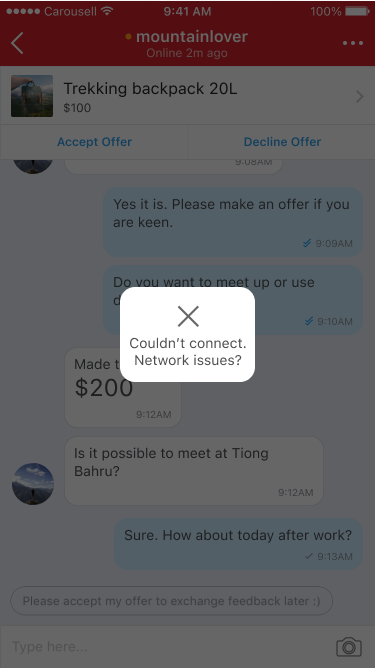 Carousell 9:41 AM 100%
mountainlover
Online 2m ago
Trekking backpack 20L
$100
Accept Offer Decline Offer
9:08AM
Yes it is. Please make an offer if you
are keen.
9:09AM
Do you want to meet up or use
9:10AM
Couldn't connect.
Network issues?
Made
$200
9:12AM
Is it possible to meet at Tiong
Bahru?
9:12AM
Sure. How about today after work?
9:13AM
Please accept my offer to exchange feedback later :)
Type here...